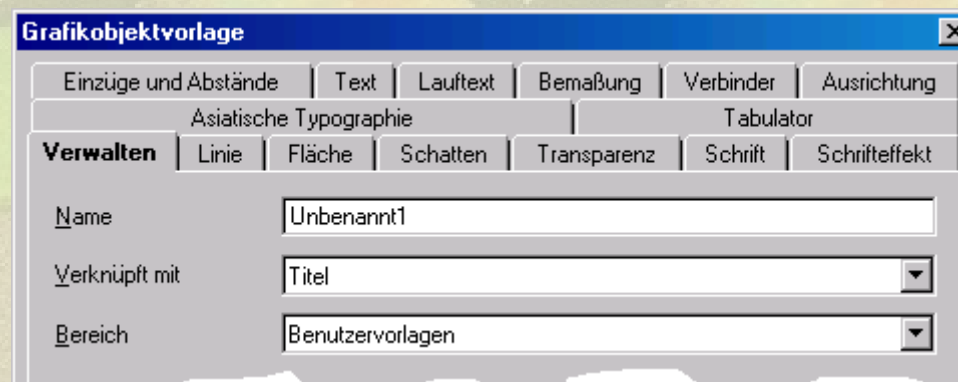 Grafikobjektvorlage
Einzüge und Abstände Text Lauftext Bemaßung Verbinder Ausrichtung
Asiatische Typographie Tabulator
Verwalten Linie Fläche Schatten Transparenz Schrift Schrifteffekt
Name Unbenannt1
Verknüpft mit Titel
Bereich Benutzervorlagen